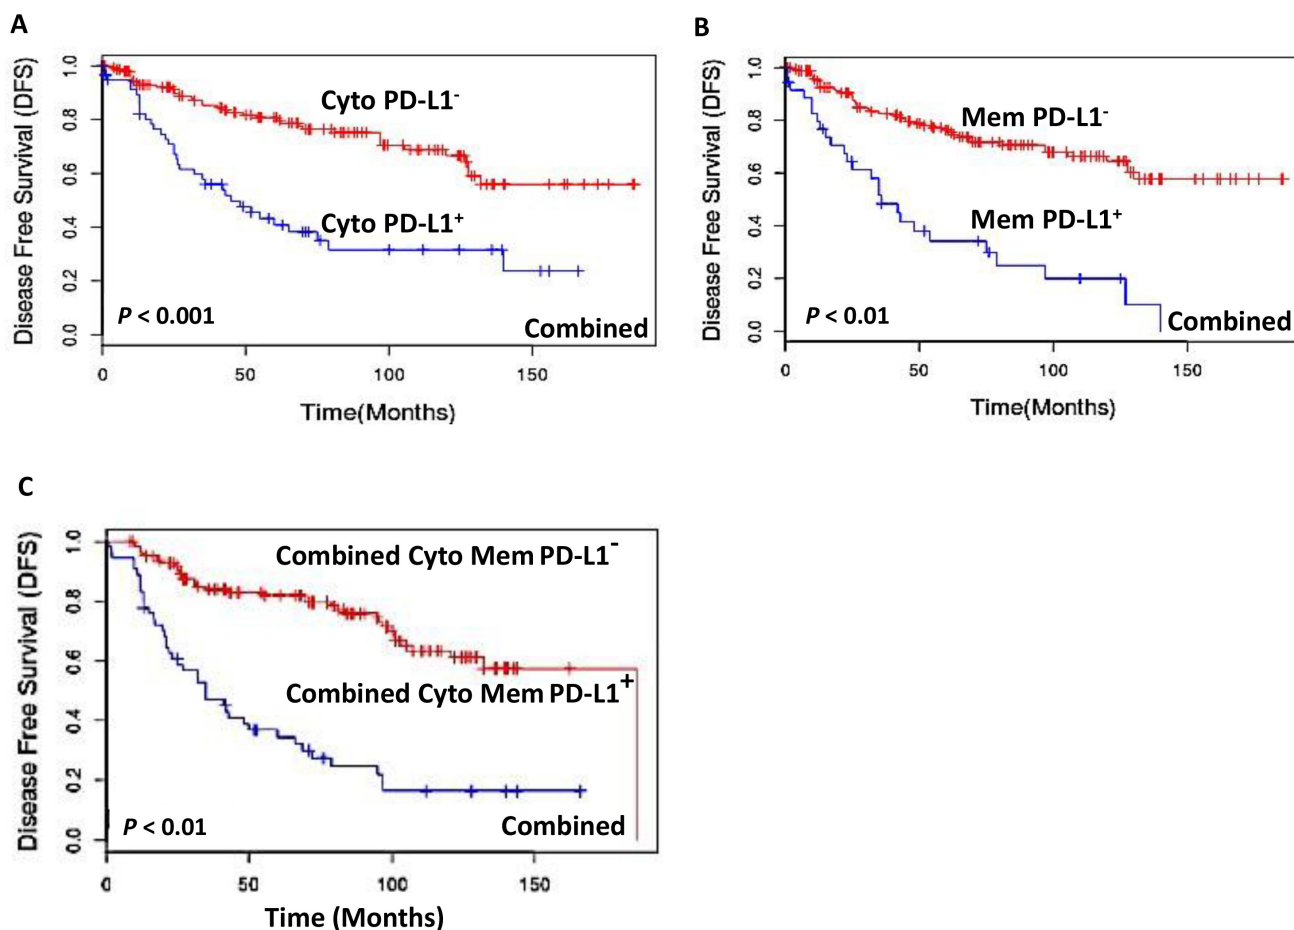 A
Disease Free Survival (DFS)
1.0
0.8
0.6
0.4
0.2
0.0
Cyto PD-L1-
Cyto PD-L1+
P < 0.001
Combined
0 50 100 150
Time(Months)
B
Disease Free Survival (DFS)
1.0
0.8
0.6
0.4
0.2
0.0
Mem PD-L1-
Mem PD-L1+
P < 0.01
Combined
0 50 100 150
Time(Months)
C
Disease Free Survival (DFS)
1.0
0.8
0.6
0.4
0.2
0.0
Combined Cyto Mem PD-L1-
Combined Cyto Mem PD-L1+
P < 0.01
Combined
0 50 100 150
Time (Months)